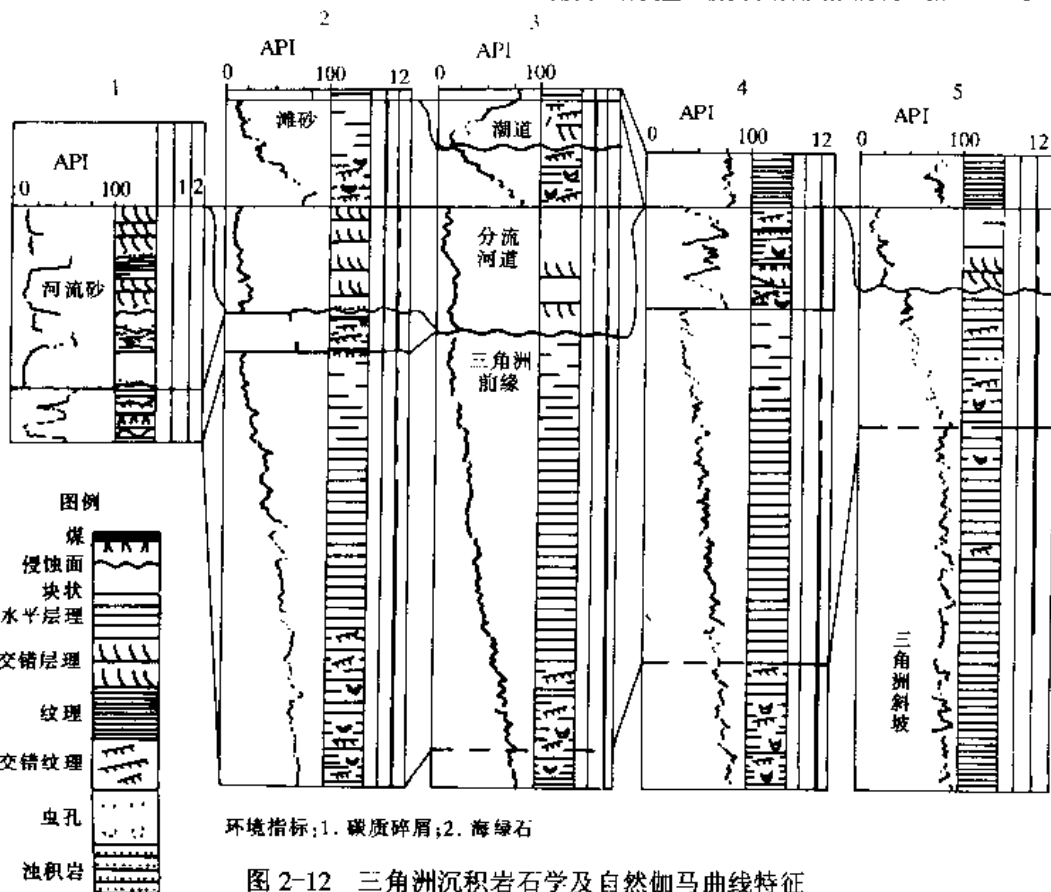 1
API
0 100 1 2
河流砂
2
API
0 100 12
滩砂
3
API
0 100
潮道
分流
河道
三角洲
前缘
4
API
0 100 12
5
API
0 100 12
三角洲斜坡
图例
煤
侵蚀面
块状
水平层理
交错层理
纹理
交错纹理
虫孔
浊积岩
环境指标;1. 碳质碎屑;2. 海绿石
图 2-12 三角洲沉积岩石学及自然伽马曲线特征